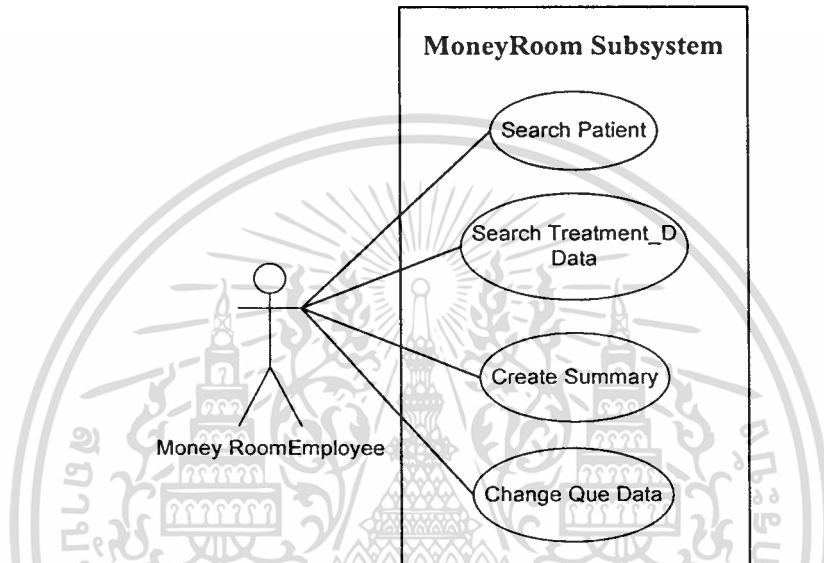 MoneyRoom Subsystem
Search Patient
Search Treatment_D
Data
Create Summary
Money RoomEmployee
Change Que Data